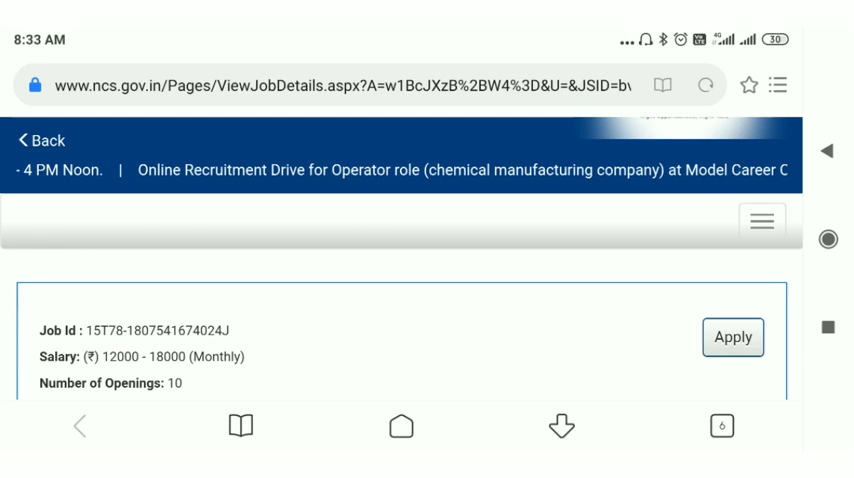 8:33 AM
4G
30
www.ncs.gov.in/Pages/ViewJobDetails.aspx?A=w1BcJXzB%2BW4%3D&U=&JSID=bv
Back
- 4 PM Noon. | Online Recruitment Drive for Operator role (chemical manufacturing company) at Model Career C
Job Id : 15T78-1807541674024J
Apply
Salary: (₹) 12000 - 18000 (Monthly)
Number of Openings: 10
6